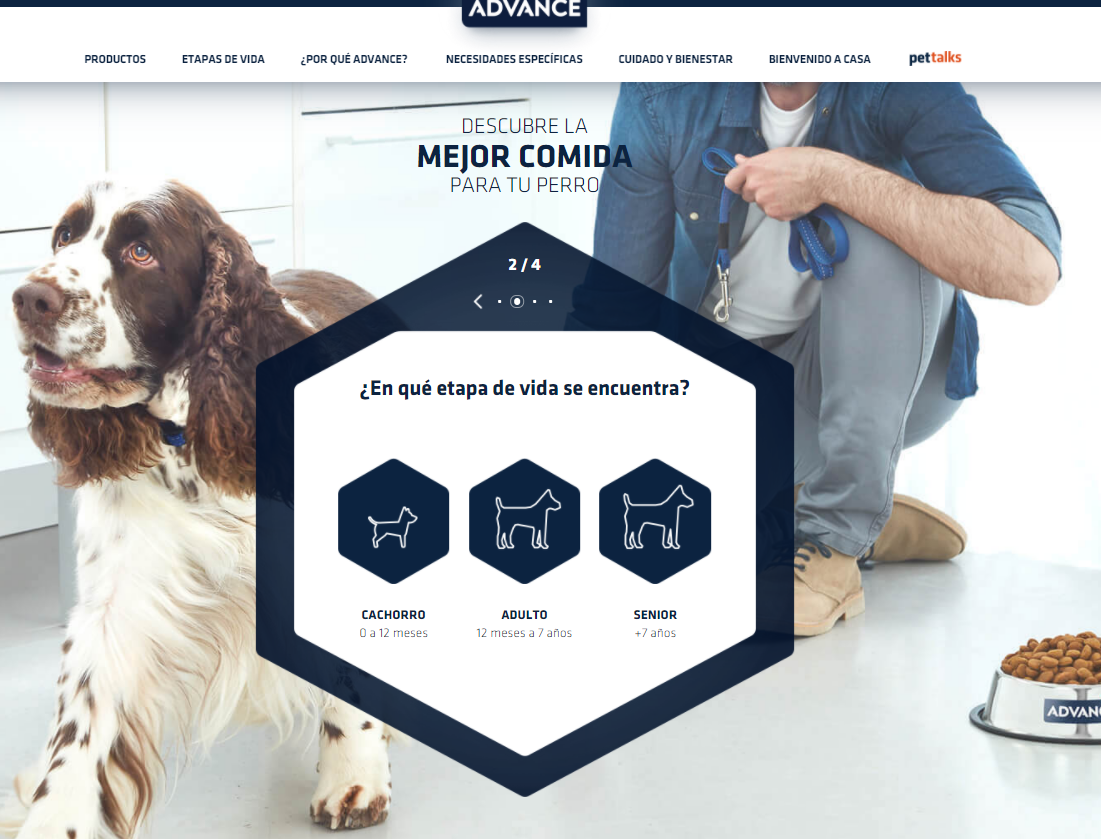 ADVANCE
PRODUCTOS ETAPAS DE VIDA ¿POR QUÉ ADVANCE? NECESIDADES ESPECÍFICAS CUIDADO Y BIENESTAR BIENVENIDO A CASA pettalks
DESCUBRE LA
MEJOR COMIDA
PARA TU PERRO
2 / 4
¿En qué etapa de vida se encuentra?
CACHORRO ADULTO SENIOR
0 a 12 meses 12 meses a 7 años +7 años
ADVANC